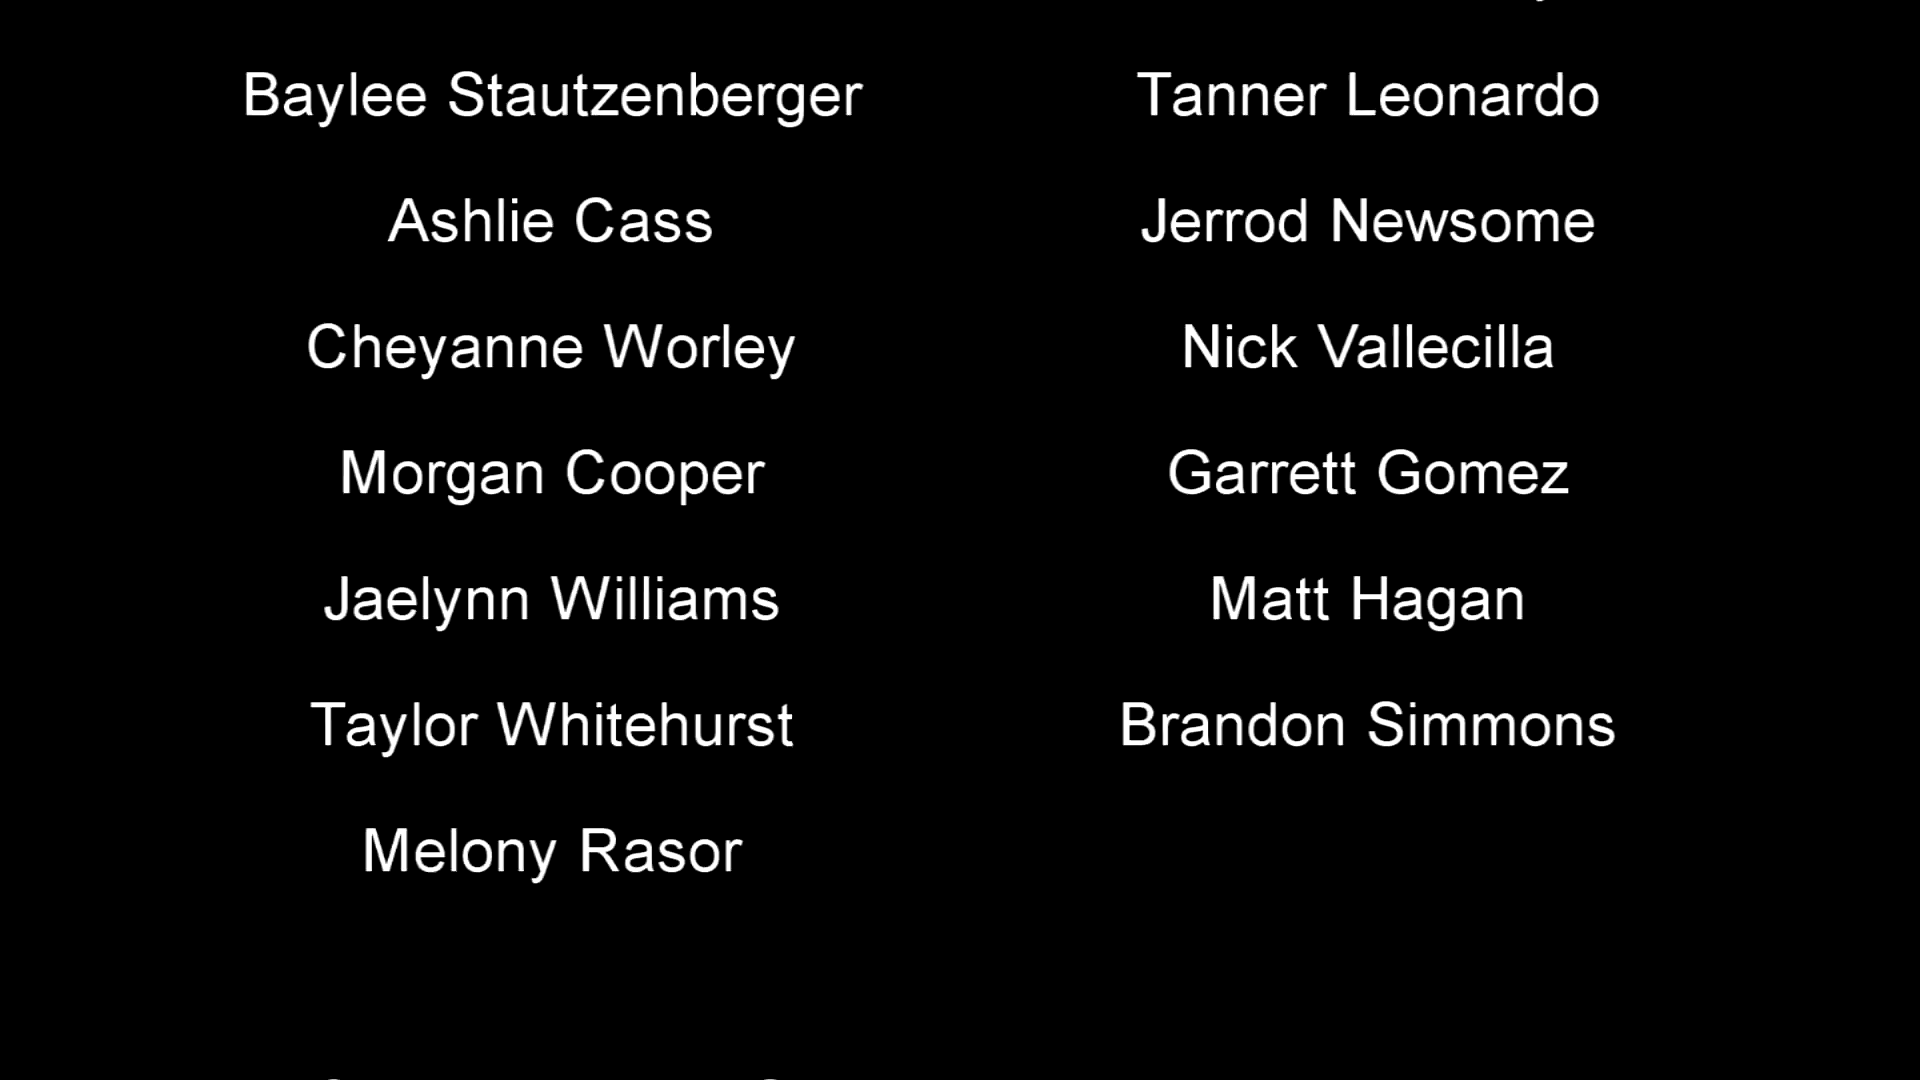 Baylee Stautzenberger
Tanner Leonardo
Ashlie Cass
Jerrod Newsome
Cheyanne Worley
Nick Vallecilla
Morgan Cooper
Garrett Gomez
Jaelynn Williams
Matt Hagan
Taylor Whitehurst
Brandon Simmons
Melony Rasor